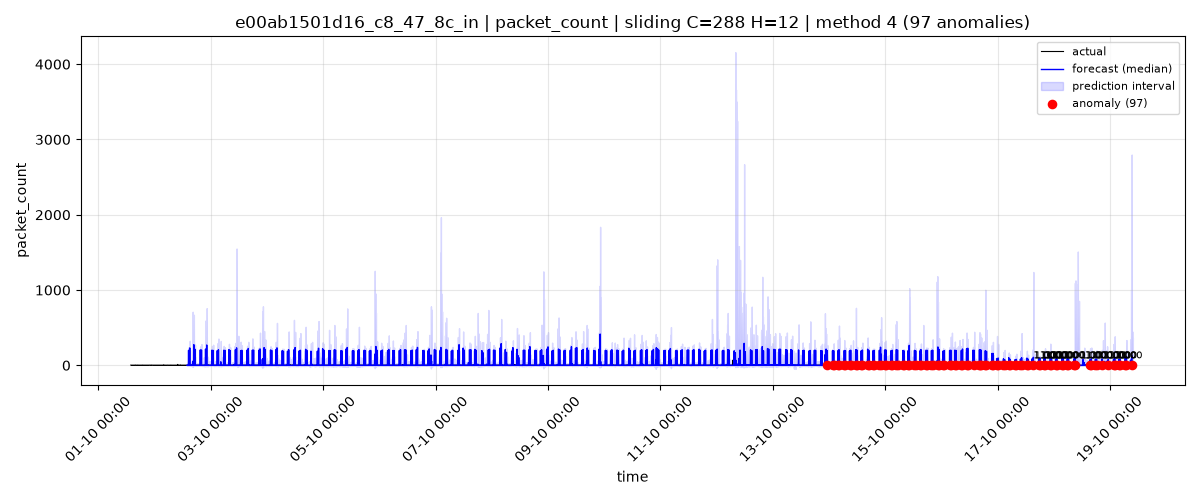 e00ab1501d16_c8_47_8c_in | packet_count | sliding C=288 H=12 | method 4 (97 anomalies)
actual
forecast (median)
prediction interval
anomaly (97)
packet_count
4000
3000
2000
1000
0
01-10 00:00
03-10 00:00
05-10 00:00
07-10 00:00
09-10 00:00
11-10 00:00
13-10 00:00
15-10 00:00
17-10 00:00
19-10 00:00
time